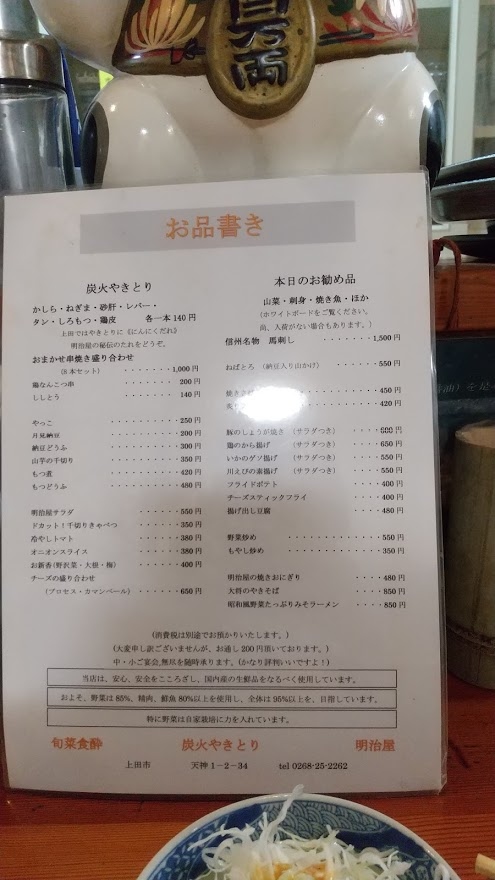 百万両
お品書き
炭火やきとり
かしら・ねぎま・砂肝・レバー・
タン・しろもつ・鶏皮 各一本 140 円
上田ではやきとりに《にんにくだれ》
明治屋の秘伝のたれをどうぞ。
おまかせ串焼き盛り合わせ
(8本セット)・・・・・・・1,000 円
鶏なんこつ串 ・・・・・・ 200 円
ししとう ・・・・・・ 140 円
やっこ ・・・・・・ 250 円
月見納豆 ・・・・・・ 200 円
納豆どうふ ・・・・・・ 300 円
山芋の千切り ・・・・・・ 350 円
もつ煮 ・・・・・・ 420 円
もつどうふ ・・・・・・ 480 円
明治屋サラダ ・・・・・・ 550 円
ドカット！千切りきゃべつ ・・・・ 350 円
冷やしトマト ・・・・・・ 380 円
オニオンスライス ・・・・・・ 380 円
お新香(野沢菜・大根・梅) ・・・・ 400 円
チーズの盛り合わせ
(プロセス・カマンベール)・・・・・650 円
本日のお勧め品
山菜・刺身・焼き魚・ほか
(ホワイトボードをご覧ください。
尚、入荷がない場合もあります。)
信州名物 馬刺し ・・・・・・1,500 円
ねばとろ (納豆入り山かけ) ・・・・・550 円
450 円
420 円
豚のしょうが焼き (サラダつき) ・・・・600 円
鶏のから揚げ (サラダつき) ・・・・650 円
いかのゲソ揚げ (サラダつき) ・・・・550 円
川えびの素揚げ (サラダつき) ・・・・550 円
フライドポテト ・・・・・・400 円
チーズスティックフライ ・・・・・・400 円
揚げ出し豆腐 ・・・・・・480 円
野菜炒め ・・・・・・・・550 円
もやし炒め ・・・・・・・・350 円
明治屋の焼きおにぎり ・・・・480 円
大将のやきそば ・・・・850 円
昭和風野菜たっぷりみそラーメン ・・・・850 円
(消費税は別途でお預かりいたします。)
(大変申し訳ございませんが、お通し 200 円頂いております。)
中・小ご宴会,無尽を随時承ります。(かなり評判いいですよ！)
当店は、安心、安全をこころざし、国内産の生鮮品をなるべく使用しています。
およそ、野菜は 85%、精肉、鮮魚 80%以上を使用し、全体は 95%以上を、目指しています。
特に野菜は自家栽培に力を入れています。
旬菜食酔 炭火やきとり 明治屋
上田市 天神 1－2－34 tel 0268-25-2262